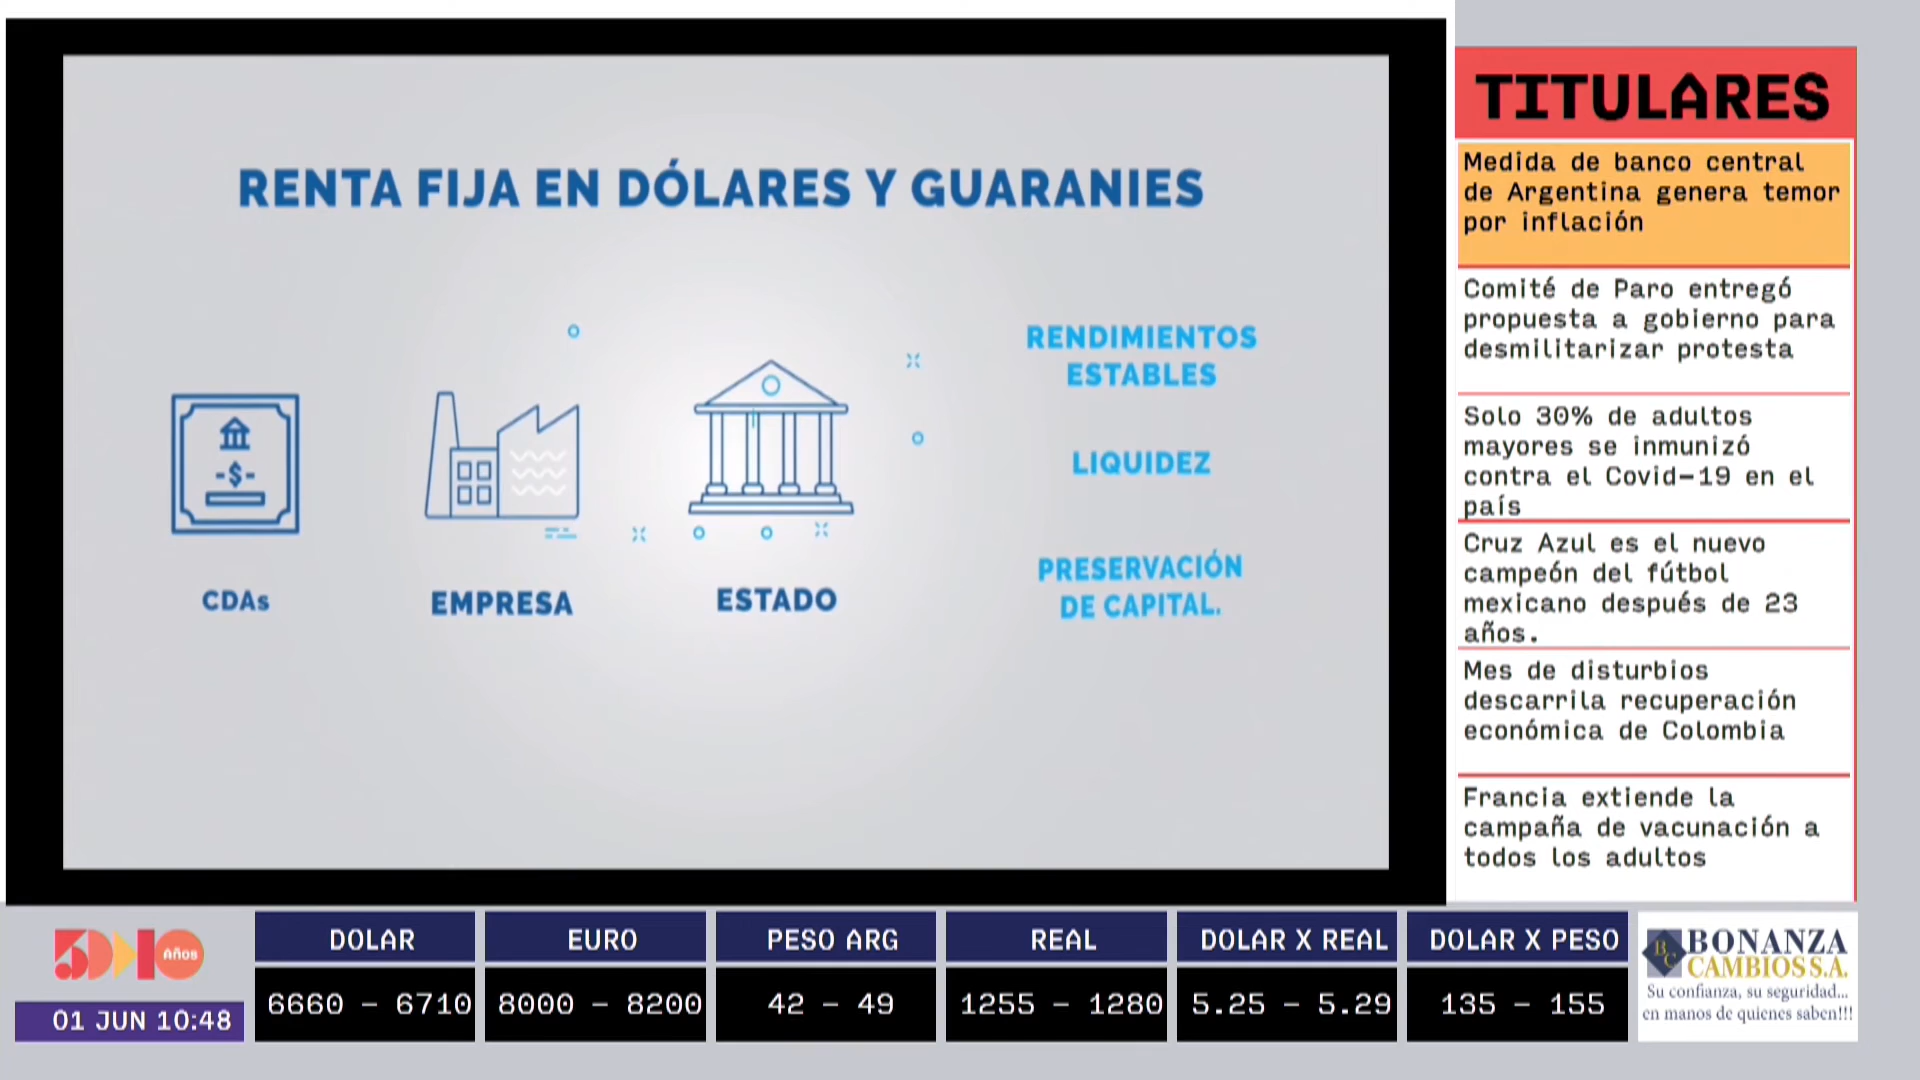 RENTA FIJA EN DÓLARES Y GUARANIES
-$-
CDAs
EMPRESA
ESTADO
RENDIMIENTOS
ESTABLES
LIQUIDEZ
PRESERVACIÓN
DE CAPITAL.
TITULARES
Medida de banco central
de Argentina genera temor
por inflación
Comité de Paro entregó
propuesta a gobierno para
desmilitarizar protesta
Solo 30% de adultos
mayores se inmunizó
contra el Covid-19 en el
país
Cruz Azul es el nuevo
campeón del fútbol
mexicano después de 23
años.
Mes de disturbios
descarrila recuperación
económica de Colombia
Francia extiende la
campaña de vacunación a
todos los adultos
Años
01 JUN 10:48
DOLAR
6660 - 6710
EURO
8000 - 8200
PESO ARG
42 - 49
REAL
1255 - 1280
DOLAR X REAL
5.25 - 5.29
DOLAR X PESO
135 - 155
BC
BONANZA
CAMBIOS S.A.
Su confianza, su seguridad...
en manos de quienes saben!!!